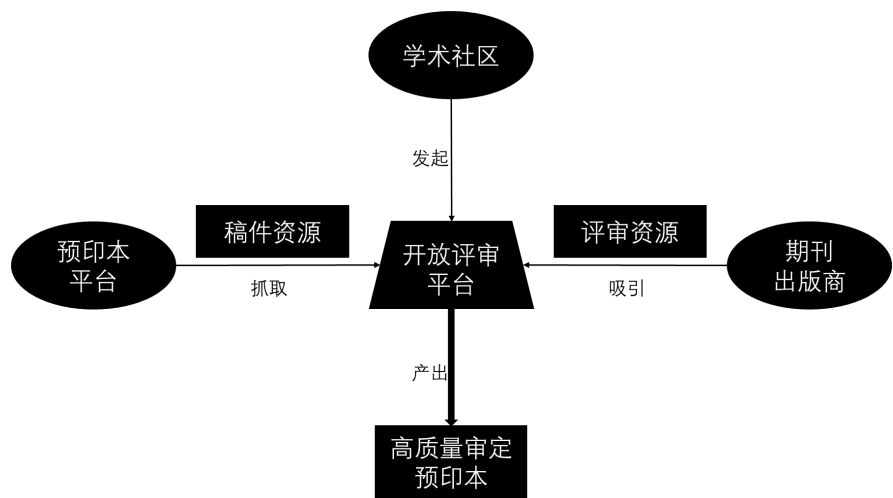 学术社区
发起
预印本
平台
稿件资源
抓取
开放评审
平台
评审资源
吸引
期刊
出版商
产出
高质量审定
预印本